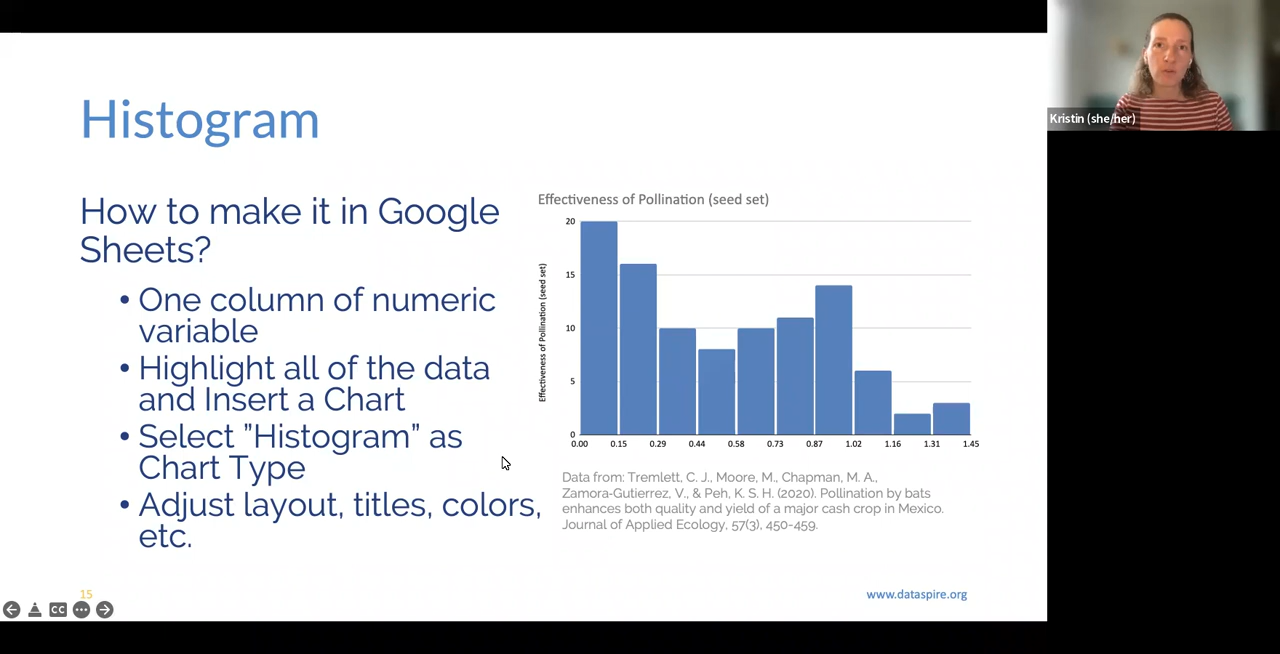 Histogram
How to make it in Google
Sheets?
• One column of numeric
variable
• Highlight all of the data
and Insert a Chart
• Select ”Histogram” as
Chart Type
• Adjust layout, titles, colors,
etc.
Effectiveness of Pollination (seed set)
Effectiveness of Pollination (seed set)
20
15
10
5
0
0.00 0.15 0.29 0.44 0.58 0.73 0.87 1.02 1.16 1.31 1.45
Data from: Tremlett, C. J., Moore, M., Chapman, M. A.,
Zamora-Gutierrez, V., & Peh, K. S. H. (2020). Pollination by bats
enhances both quality and yield of a major cash crop in Mexico.
Journal of Applied Ecology, 57(3), 450-459.
15
www.dataspire.org
CC
Kristin (she/her)